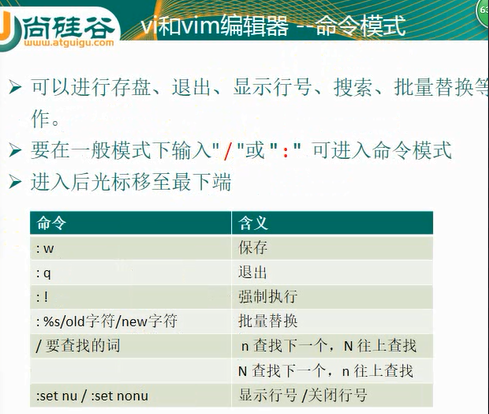 尚硅谷
www.atguigu.com
vi和vim编辑器 --命令模式
可以进行存盘、退出、显示行号、搜索、批量替换等
作。
要在一般模式下输入"/"或":" 可进入命令模式
进入后光标移至最下端
命令 含义
: w 保存
: q 退出
: ! 强制执行
: %s/old字符/new字符 批量替换
/ 要查找的词 n 查找下一个，N 往上查找
N 查找下一个，n 往上查找
:set nu / :set nonu 显示行号 /关闭行号